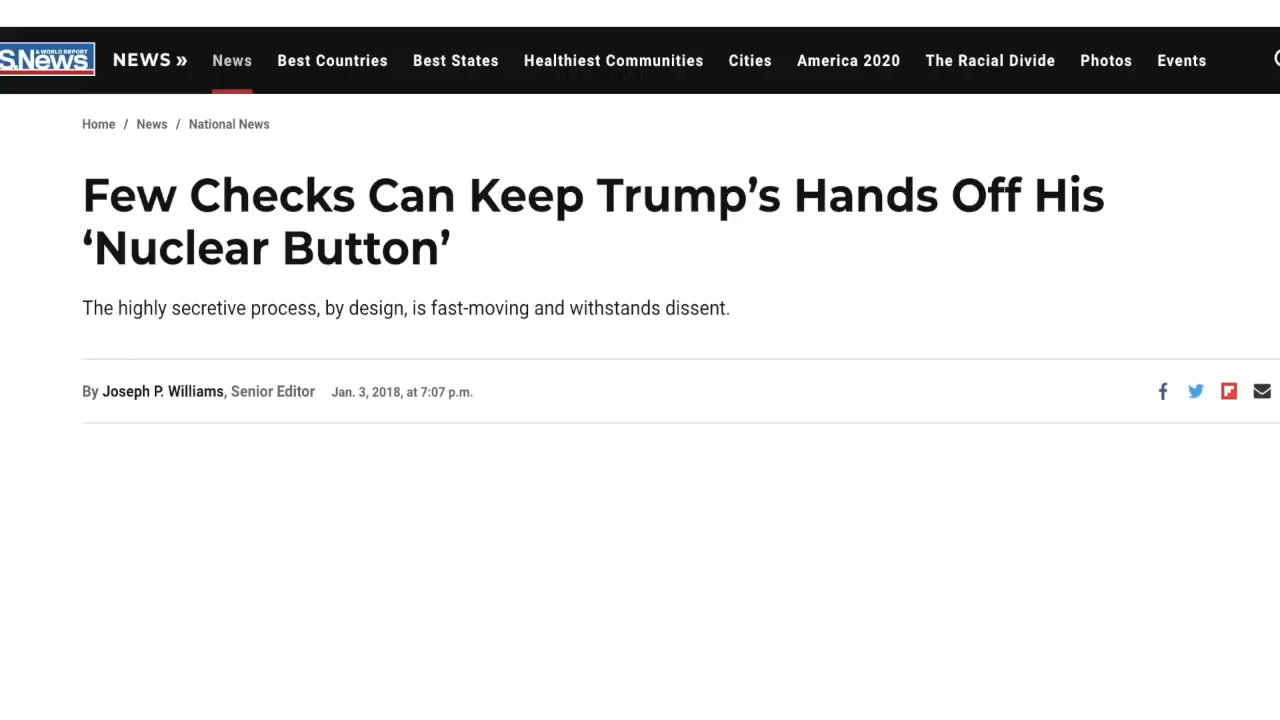 S.News & WORLD REPORT
NEWS » News Best Countries Best States Healthiest Communities Cities America 2020 The Racial Divide Photos Events
Home / News / National News
Few Checks Can Keep Trump’s Hands Off His
‘Nuclear Button’
The highly secretive process, by design, is fast-moving and withstands dissent.
By Joseph P. Williams, Senior Editor Jan. 3, 2018, at 7:07 p.m.